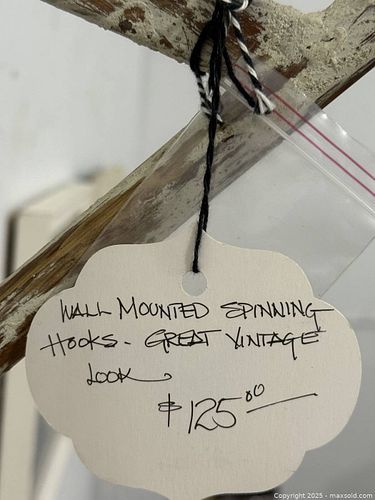 WALL MOUNTED SPINNING
HOOKS - GREAT VINTAGE
LOOK
$125.00
Copyright 2025 - maxsold.com